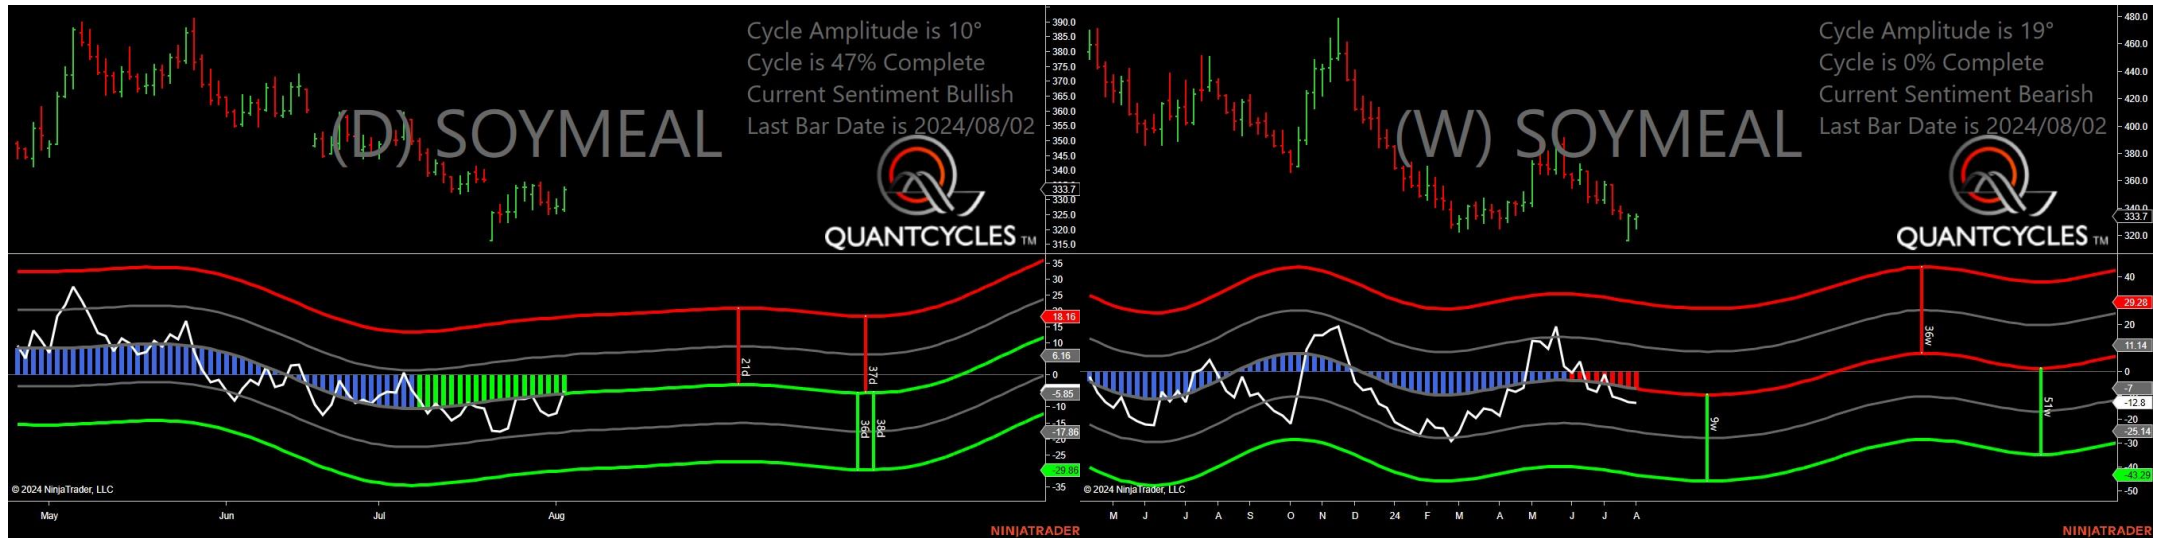 Cycle Amplitude is 10°
Cycle is 47% Complete
Current Sentiment Bullish
Last Bar Date is 2024/08/02
(D) SOYMEAL
QUANTCYCLES TM
390.0
385.0
380.0
375.0
370.0
365.0
360.0
355.0
350.0
345.0
340.0
333.7
330.0
325.0
320.0
315.0
35
30
25
18.16
15
10
6.16
0
-5.85
-10
-17.86
-25
-29.86
-35
21d
37d
36d
38d
© 2024 NinjaTrader, LLC
May
Jun
Jul
Aug
NINJATRADER
Cycle Amplitude is 19°
Cycle is 0% Complete
Current Sentiment Bearish
Last Bar Date is 2024/08/02
(W) SOYMEAL
QUANTCYCLES TM
480.0
460.0
440.0
420.0
400.0
380.0
360.0
340.0
333.7
320.0
40
29.28
20
11.14
0
-7
-12.8
-20
-25.14
-30
-40
-43.29
-50
36w
9w
51w
© 2024 NinjaTrader, LLC
M
J
J
A
S
O
N
D
24
F
M
A
M
J
J
A
NINJATRADER